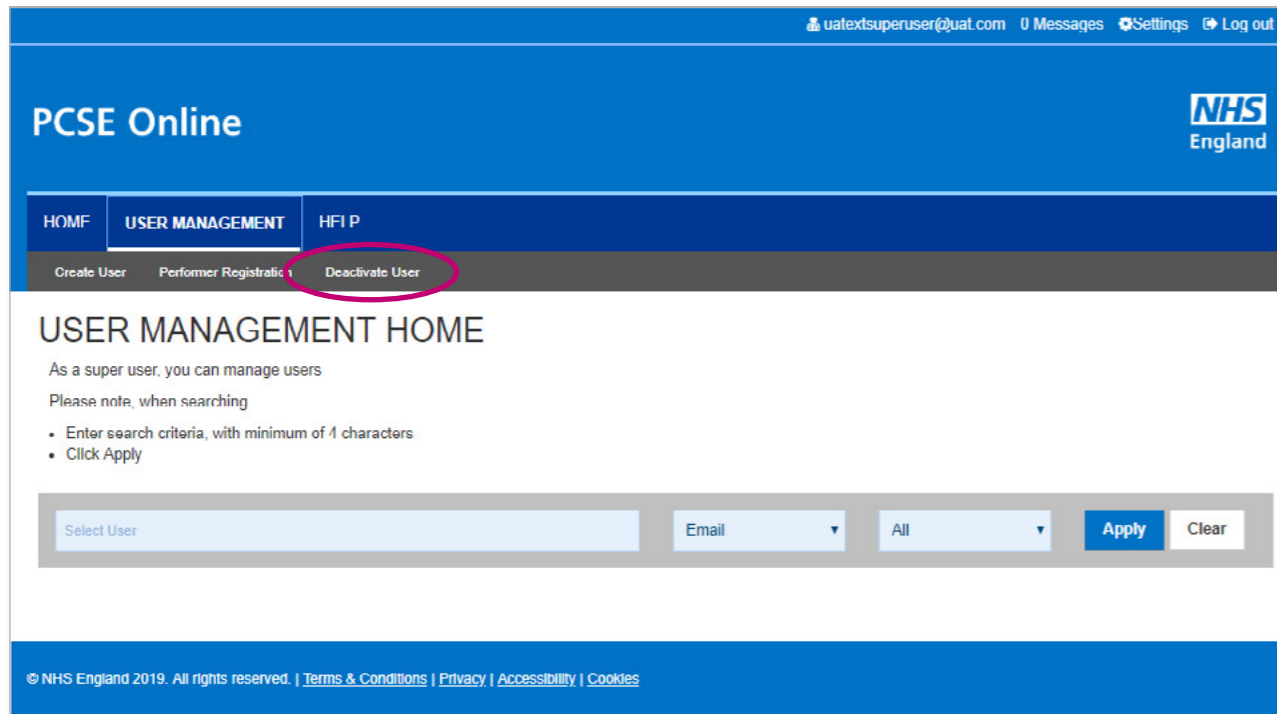 uatextsuperuser@uat.com 0 Messages Settings Log out
PCSE Online
NHS
England
HOME USER MANAGEMENT HELP
Create User Performer Registration Deactivate User
USER MANAGEMENT HOME
As a super user, you can manage users
Please note, when searching
• Enter search criteria, with minimum of 4 characters
• Click Apply
Select User Email All Apply Clear
© NHS England 2019. All rights reserved. | Terms & Conditions | Privacy | Accessibility | Cookies